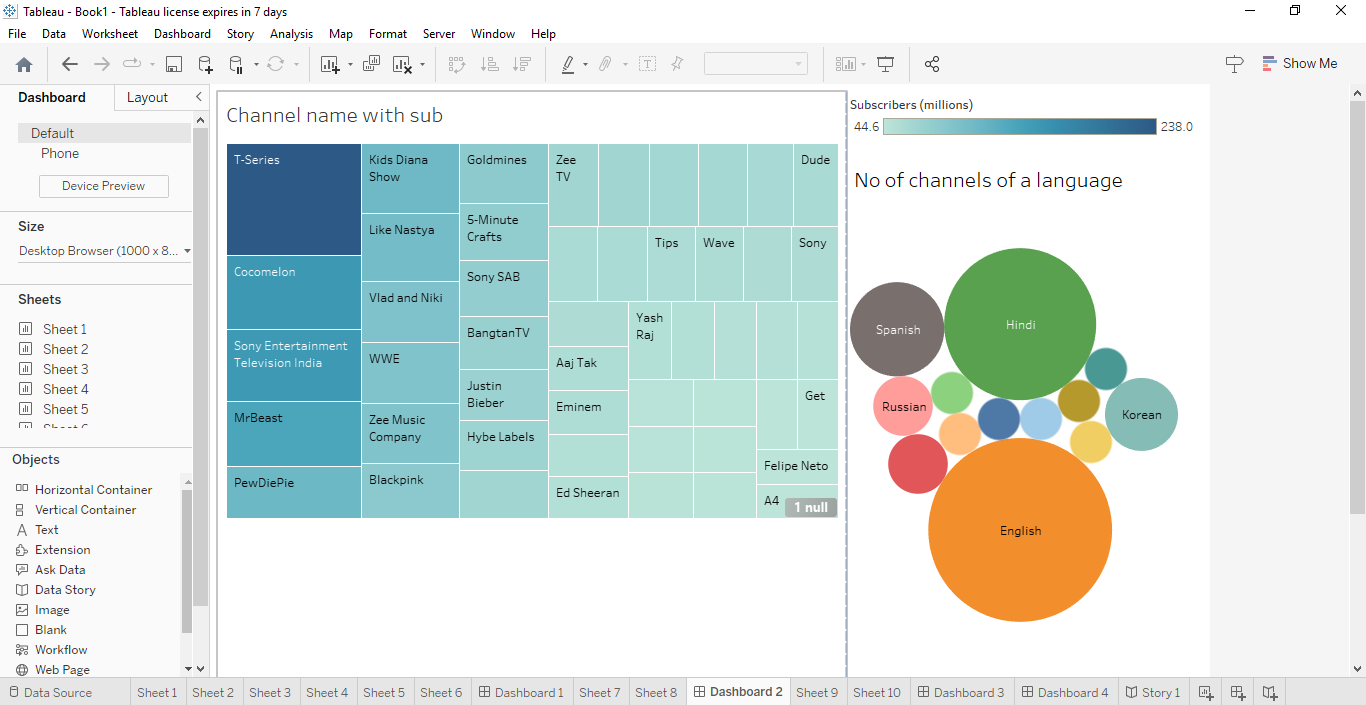 Tableau - Book1 - Tableau license expires in 7 days
File Data Worksheet Dashboard Story Analysis Map Format Server Window Help
Show Me
Dashboard Layout
Default
Phone
Device Preview
Size
Desktop Browser (1000 x 8...
Sheets
Sheet 1
Sheet 2
Sheet 3
Sheet 4
Sheet 5
Objects
Horizontal Container
Vertical Container
Text
Extension
Ask Data
Data Story
Image
Blank
Workflow
Web Page
Channel name with sub
T-Series
Cocomelon
Sony Entertainment
Television India
MrBeast
PewDiePie
Kids Diana
Show
Like Nastya
Vlad and Niki
WWE
Zee Music
Company
Blackpink
Goldmines
5-Minute
Crafts
Sony SAB
BangtanTV
Justin
Bieber
Hybe Labels
Zee
TV
Dude
Tips
Wave
Sony
Aaj Tak
Eminem
Ed Sheeran
Yash
Raj
Get
Felipe Neto
A4
1 null
Subscribers (millions)
44.6 238.0
No of channels of a language
Spanish
Hindi
Russian
Korean
English
Data Source Sheet 1 Sheet 2 Sheet 3 Sheet 4 Sheet 5 Sheet 6 Dashboard 1 Sheet 7 Sheet 8 Dashboard 2 Sheet 9 Sheet 10 Dashboard 3 Dashboard 4 Story 1